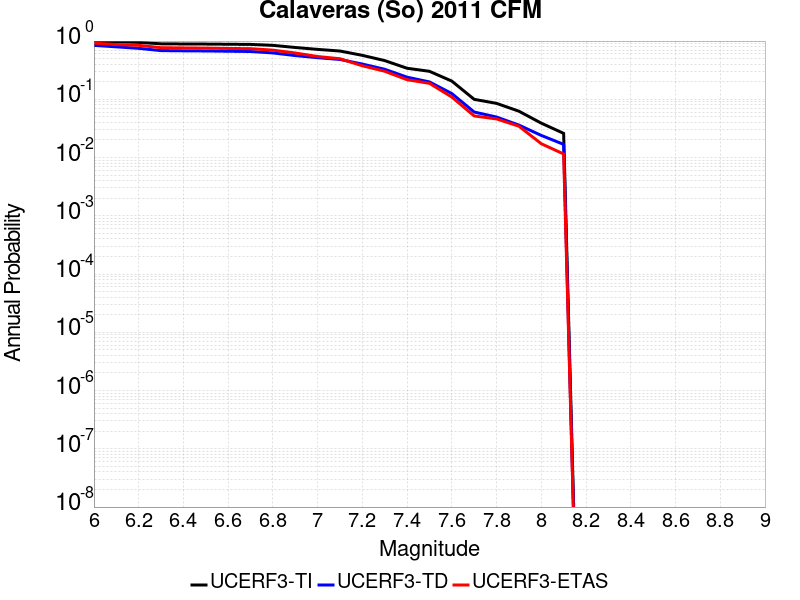 Calaveras (So) 2011 CFM
10^0
10^-1
10^-2
10^-3
10^-4
10^-5
10^-6
10^-7
10^-8
Annual Probability
6 6.2 6.4 6.6 6.8 7 7.2 7.4 7.6 7.8 8 8.2 8.4 8.6 8.8 9
Magnitude
UCERF3-TI UCERF3-TD UCERF3-ETAS